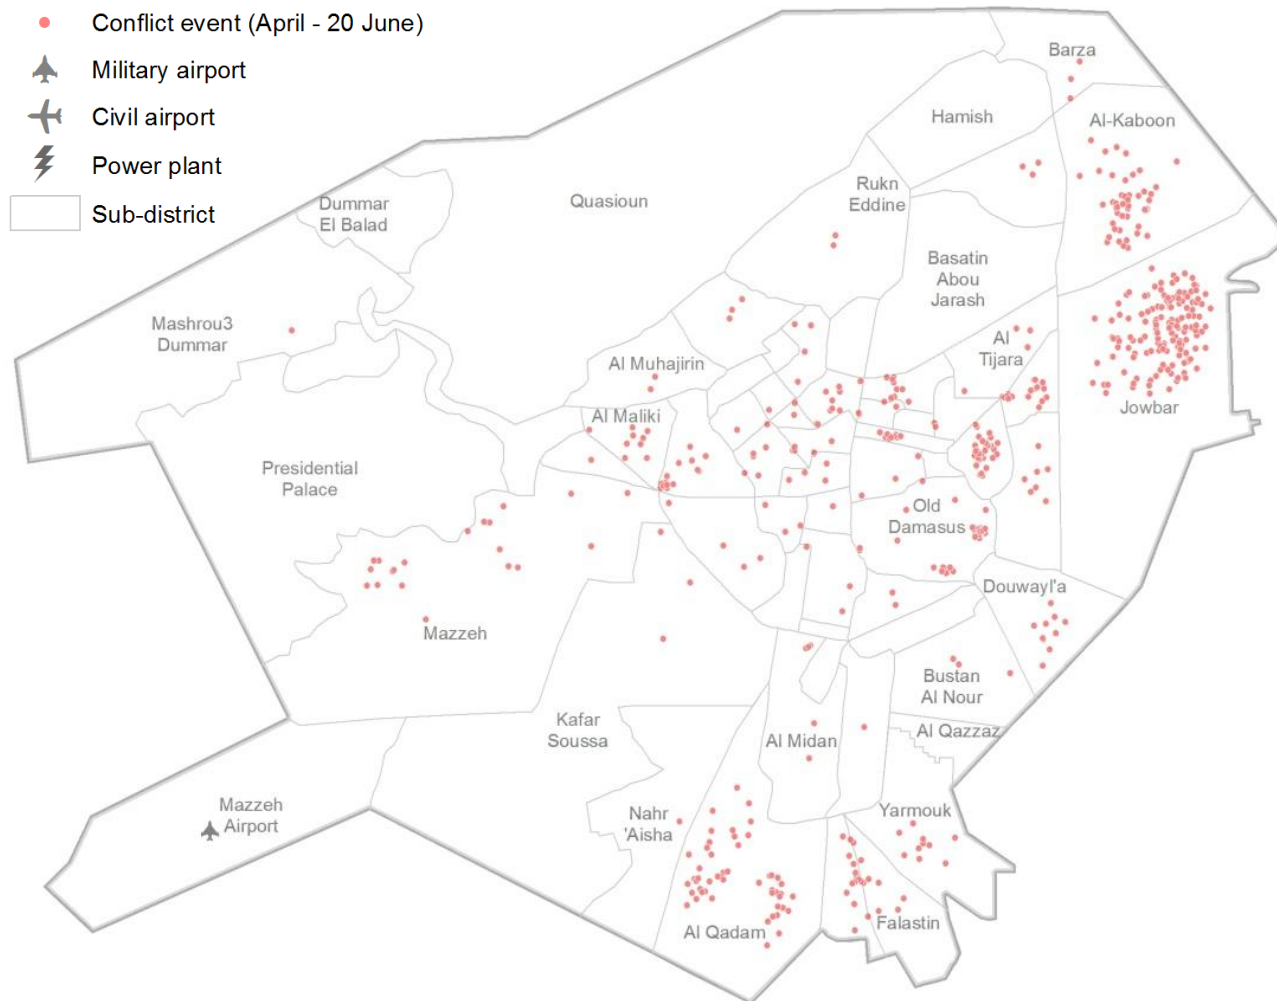 Conflict event (April - 20 June)
Military airport
Civil airport
Power plant
Sub-district
Barza
Al-Kaboon
Hamish
Rukn
Eddine
Quasioun
Dummar
El Balad
Basatin
Abou
Jarash
Mashrou3
Dummar
Al
Tijara
Al Muhajirin
Jowbar
Al Maliki
Presidential
Palace
Old
Damasus
Douwayl'a
Mazzeh
Bustan
Al Nour
Kafar
Soussa
Al Midan
Al Qazzaz
Mazzeh
Airport
Nahr
'Aisha
Yarmouk
Al Qadam
Falastin